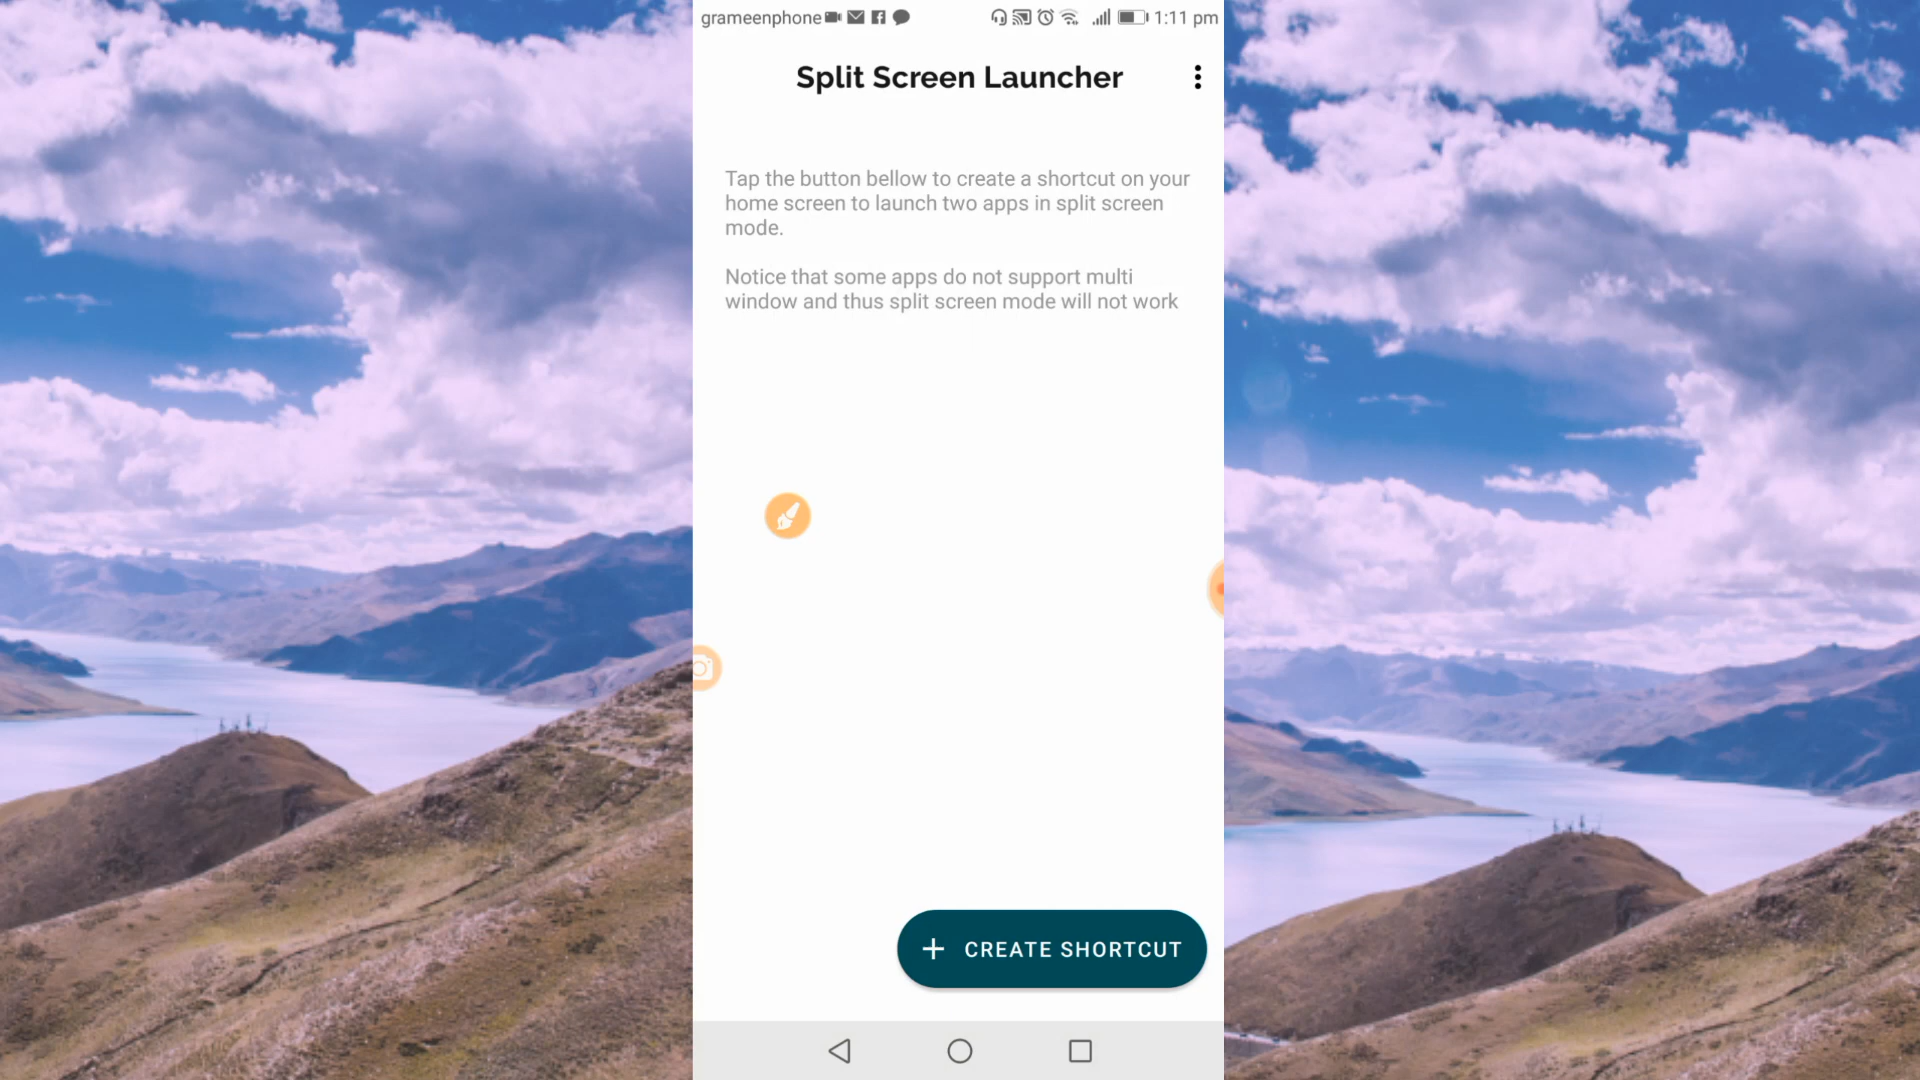 grameenphone 1:11 pm
Split Screen Launcher
Tap the button bellow to create a shortcut on your
home screen to launch two apps in split screen
mode.
Notice that some apps do not support multi
window and thus split screen mode will not work
CREATE SHORTCUT